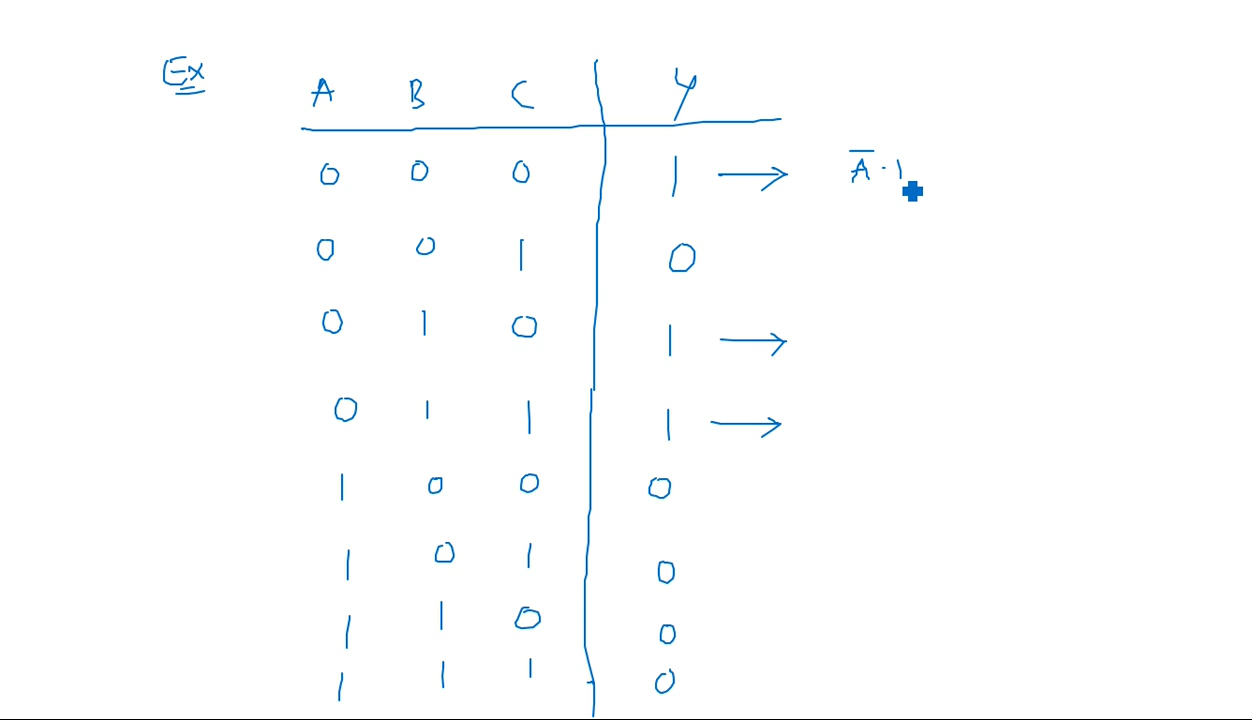 Ex
A B C Y
0 0 0 1 → A̅ · 1
0 0 1 0
0 1 0 1 →
0 1 1 1 →
1 0 0 0
1 0 1 0
1 1 0 0
1 1 1 0